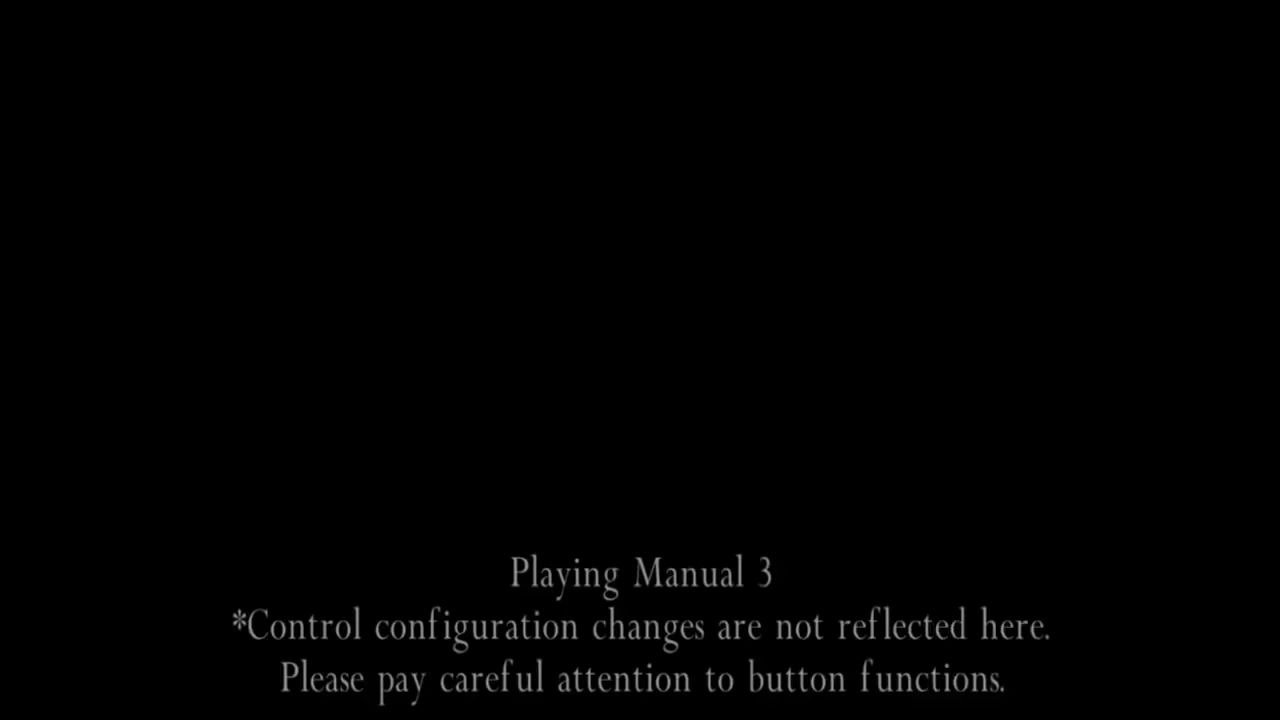 Playing Manual 3
*Control configuration changes are not reflected here.
Please pay careful attention to button functions.